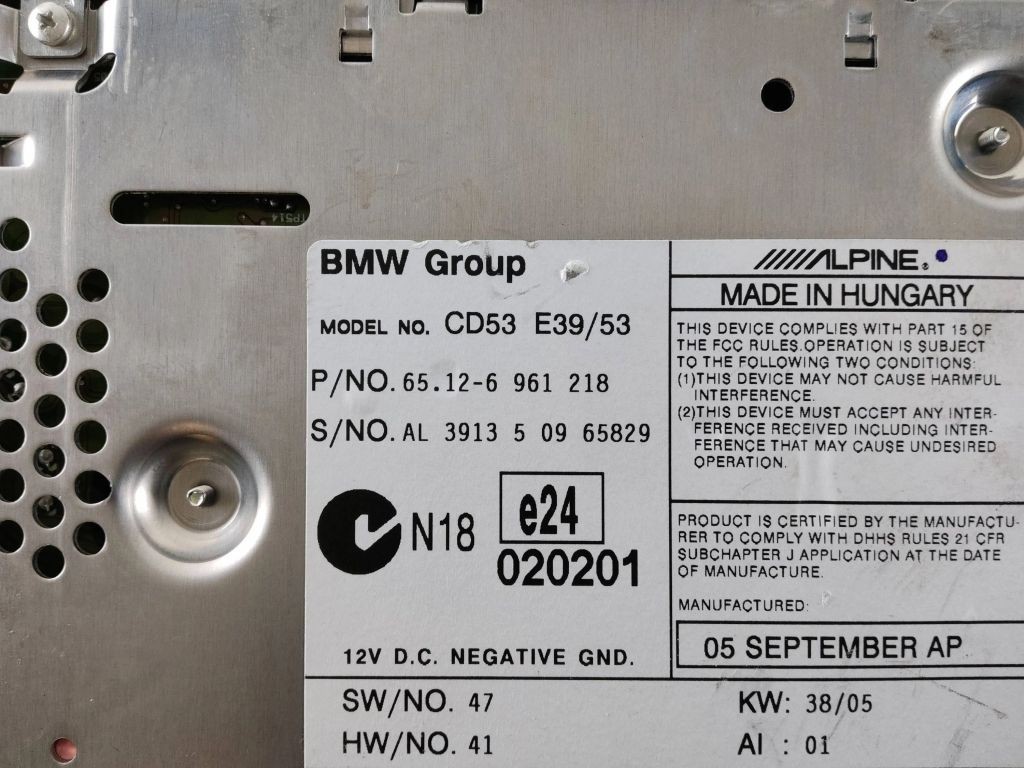 TP514
BMW Group
MODEL NO. CD53 E39/53
P/NO. 65.12-6 961 218
S/NO. AL 3913 5 09 65829
N18
e24
020201
12V D.C. NEGATIVE GND.
ALPINE®
MADE IN HUNGARY
THIS DEVICE COMPLIES WITH PART 15 OF
THE FCC RULES.OPERATION IS SUBJECT
TO THE FOLLOWING TWO CONDITIONS:
(1)THIS DEVICE MAY NOT CAUSE HARMFUL
INTERFERENCE.
(2)THIS DEVICE MUST ACCEPT ANY INTER-
FERENCE RECEIVED INCLUDING INTER-
FERENCE THAT MAY CAUSE UNDESIRED
OPERATION.
PRODUCT IS CERTIFIED BY THE MANUFACTU-
RER TO COMPLY WITH DHHS RULES 21 CFR
SUBCHAPTER J APPLICATION AT THE DATE
OF MANUFACTURE.
MANUFACTURED:
05 SEPTEMBER AP
SW/NO. 47
KW: 38/05
HW/NO. 41
AI : 01